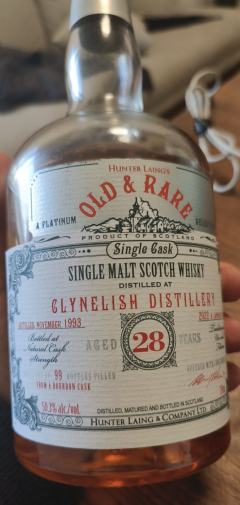 HUNTER LAING'S
OLD & RARE
A PLATINUM
PRODUCT OF SCOTLAND
Single Cask
SINGLE MALT SCOTCH WHISKY
DISTILLED AT
CLYNELISH DISTILLERY
DISTILLED NOVEMBER 1993
Bottled at
Natural Cask
Strength
AGED 28 YEARS
99 BOTTLES FILLED
FROM A BOURBON CASK
50.1% alc./vol.
DISTILLED, MATURED AND BOTTLED IN SCOTLAND
HUNTER LAING & COMPANY LTD